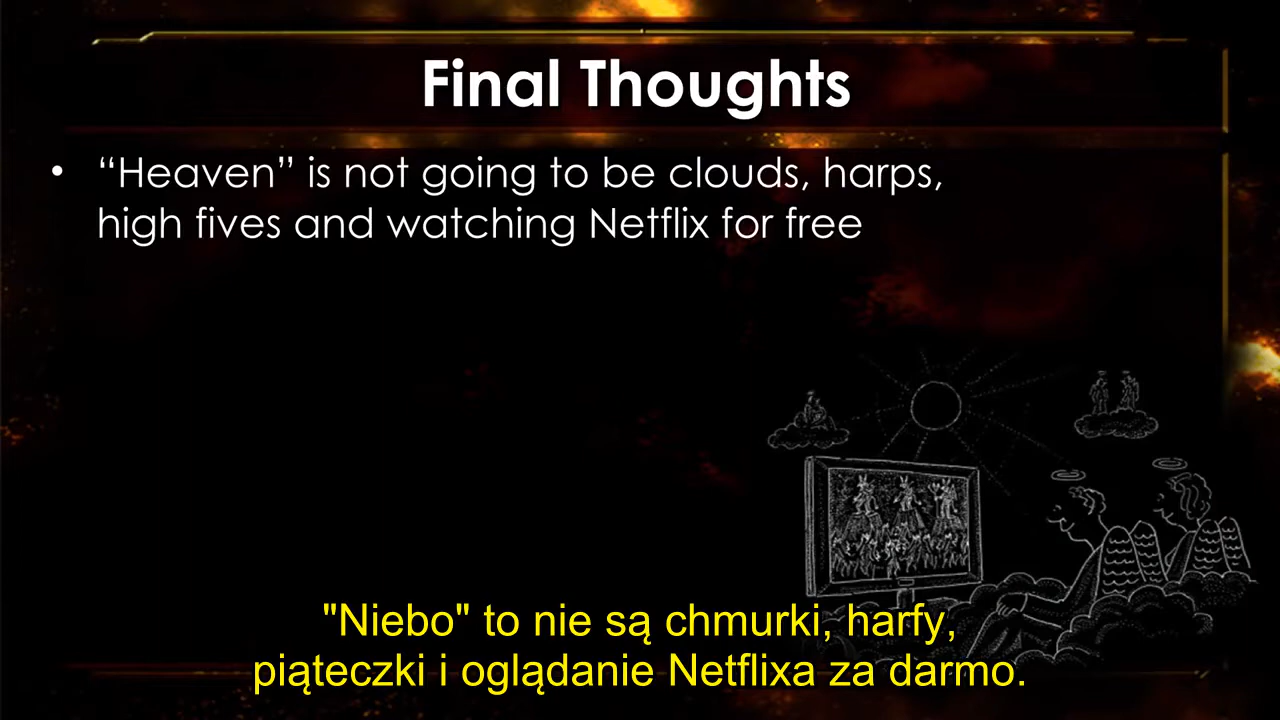 Final Thoughts
• “Heaven” is not going to be clouds, harps,
high fives and watching Netflix for free
"Niebo" to nie są chmurki, harfy,
piąteczki i oglądanie Netflixa za darmo.